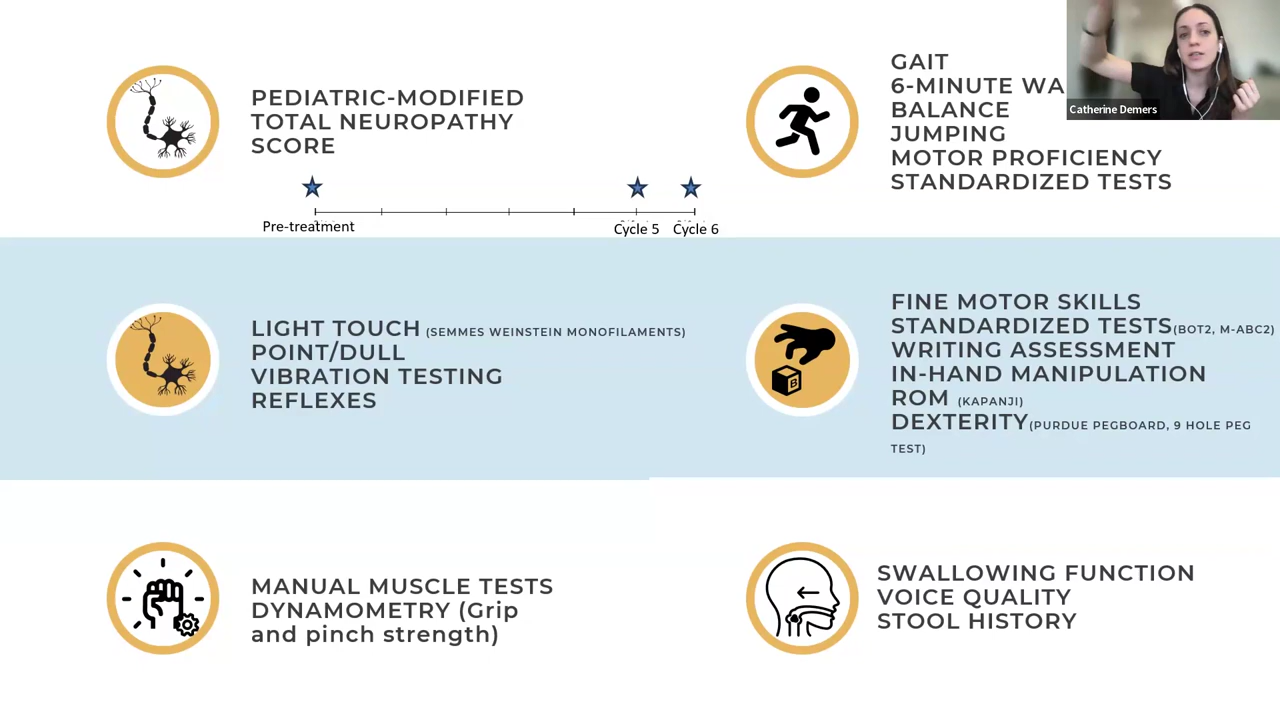 PEDIATRIC-MODIFIED
TOTAL NEUROPATHY
SCORE
Pre-treatment
Cycle 5
Cycle 6
GAIT
6-MINUTE
BALANCE
JUMPING
MOTOR PROFICIENCY
STANDARDIZED TESTS
Catherine Demers
LIGHT TOUCH (SEMMES WEINSTEIN MONOFILAMENTS)
POINT/DULL
VIBRATION TESTING
REFLEXES
FINE MOTOR SKILLS
STANDARDIZED TESTS(BOT2, M-ABC2)
WRITING ASSESSMENT
IN-HAND MANIPULATION
ROM (KAPANJI)
DEXTERITY(PURDUE PEGBOARD, 9 HOLE PEG
TEST)
B
MANUAL MUSCLE TESTS
DYNAMOMETRY (Grip
and pinch strength)
SWALLOWING FUNCTION
VOICE QUALITY
STOOL HISTORY